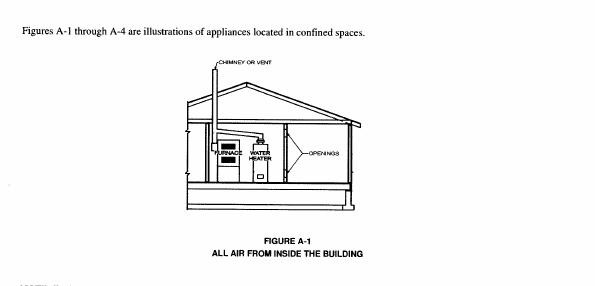 Figures A-1 through A-4 are illustrations of appliances located in confined spaces.
CHIMNEY OR VENT
FURNACE
WATER
HEATER
OPENINGS
FIGURE A-1
ALL AIR FROM INSIDE THE BUILDING